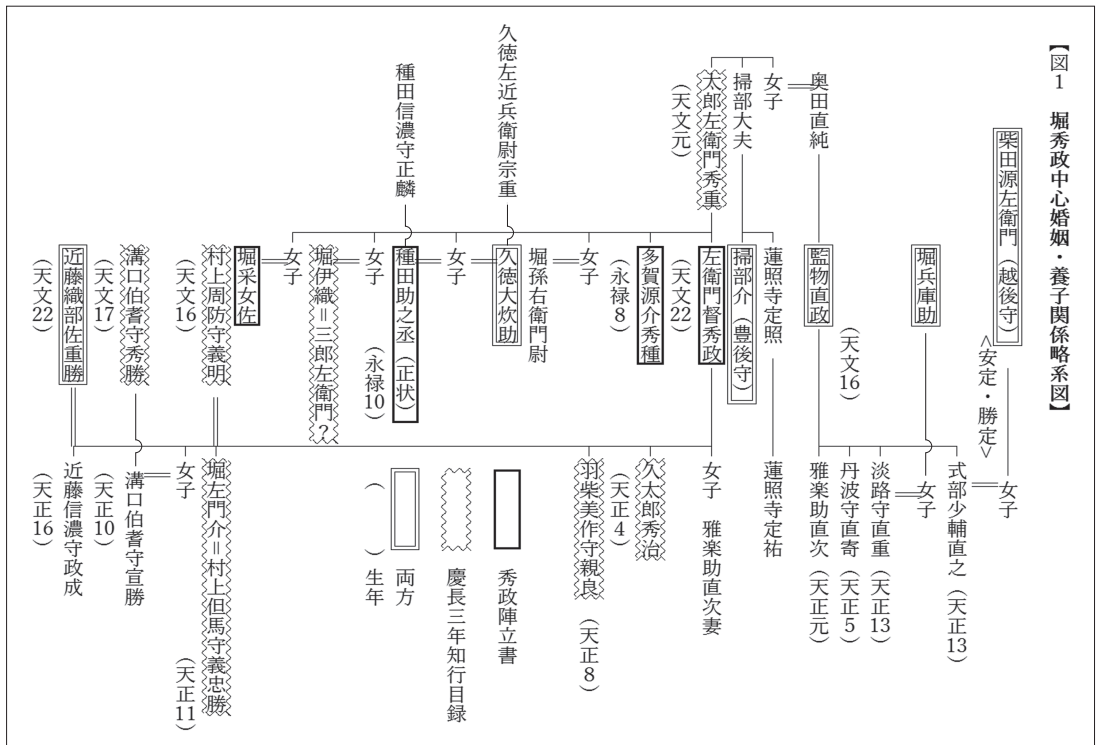 【図1 堀秀政中心婚姻・養子関係略系図】
柴田源左衛門(越後守)
<安定・勝定>
女子
式部少輔直之(天正13)
堀兵庫助
女子
淡路守直重(天正13)
丹波守直寄(天正5)
雅楽助直次(天正元)
奥田直純
監物直政
(天文16)
女子
掃部大夫
太郎左衛門秀重
(天文元)
蓮照寺定照
蓮照寺定祐
掃部介(豊後守)
左衛門督秀政
(天文22)
多賀源介秀種
(永禄8)
女子
堀孫右衛門尉
久徳左近兵衛尉宗重
久徳大炊助
女子
種田信濃守正麟
種田助之丞(正状)
(永禄10)
女子
堀伊織=三郎左衛門?
女子
堀采女佐
村上周防守義明
(天文16)
溝口伯耆守秀勝
(天文17)
近藤織部佐重勝
(天文22)
女子 雅楽助直次妻
久太郎秀治
(天正4)
羽柴美作守親良(天正8)
秀政陣立書
慶長三年知行目録
両方
( ) 生年
堀左門介=村上但馬守義忠勝
(天正11)
女子
溝口伯耆守宣勝
(天正10)
近藤信濃守政成
(天正16)